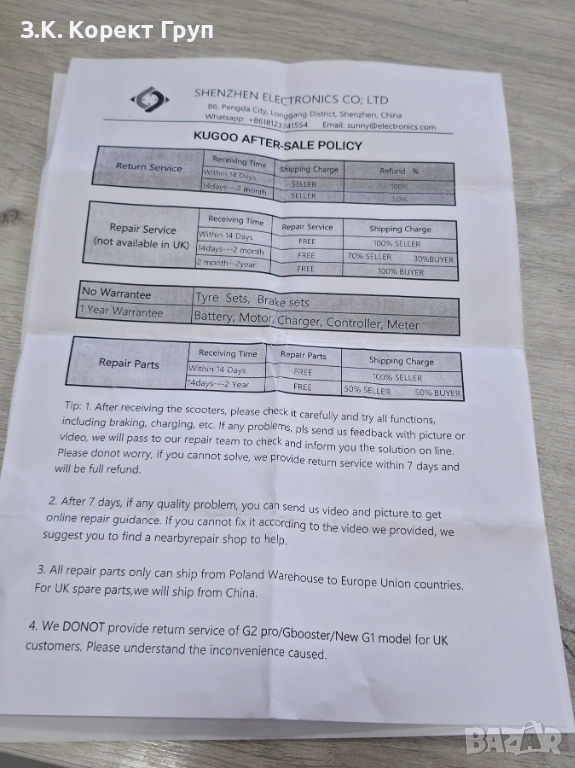 З.К. Корект Груп
SHENZHEN ELECTRONICS CO; LTD
86, Pengda City, Longgang District, Shenzhen, China
Whatsapp: +8618123741554 Email: sunny@electronics.com
KUGOO AFTER-SALE POLICY
Return Service Receiving Time Shipping Charge Refund %
Within 14 Days SELLER 100%
14days---2 month SELLER 50%
Repair Service Receiving Time Repair Service Shipping Charge
(not available in UK) Within 14 Days FREE 100% SELLER
14days---2 month FREE 70% SELLER 30%BUYER
2 month---2year FREE 100% BUYER
No Warrantee Tyre Sets, Brake sets
1 Year Warrantee Battery, Motor, Charger, Controller, Meter
Repair Parts Receiving Time Repair Parts Shipping Charge
Within 14 Days FREE 100% SELLER
14days---2 Year FREE 50% SELLER 50% BUYER
Tip: 1. After receiving the scooters, please check it carefully and try all functions,
including braking, charging, etc. If any problems, pls send us feedback with picture or
video, we will pass to our repair team to check and inform you the solution on line.
Please donot worry, if you cannot solve, we provide return service within 7 days and
will be full refund.
2. After 7 days, if any quality problem, you can send us video and picture to get
online repair guidance. If you cannot fix it according to the video we provided, we
suggest you to find a nearbyrepair shop to help.
3. All repair parts only can ship from Poland Warehouse to Europe Union countries.
For UK spare parts,we will ship from China.
4. We DONOT provide return service of G2 pro/Gbooster/New G1 model for UK
customers, Please understand the inconvenience caused.
BAZAR